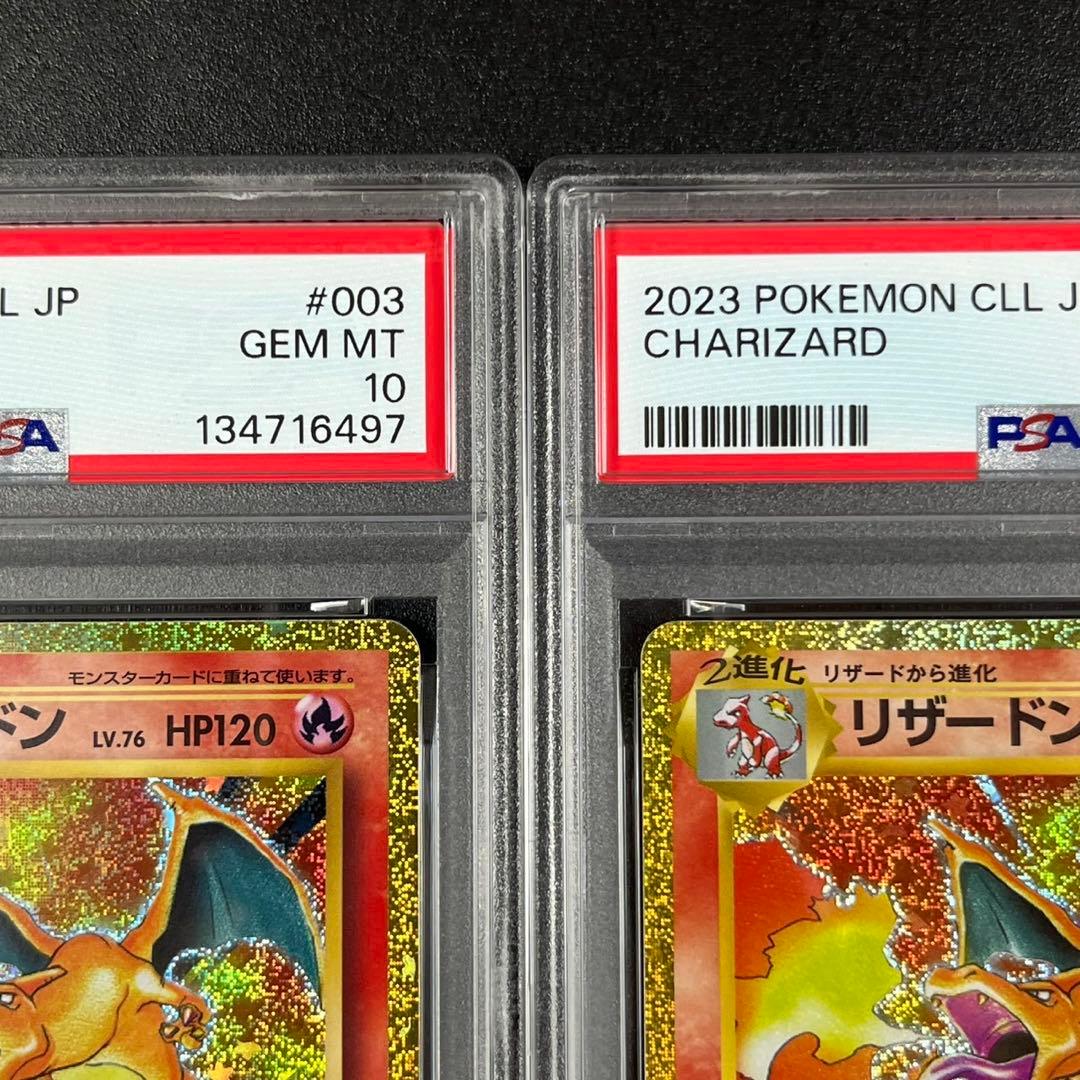 L JP
#003
GEM MT
10
PSA
134716497
モンスターカードに重ねて使います。
ドン LV.76 HP120
2023 POKEMON CLL J
CHARIZARD
PSA
2進化 リザードから進化
リザードン